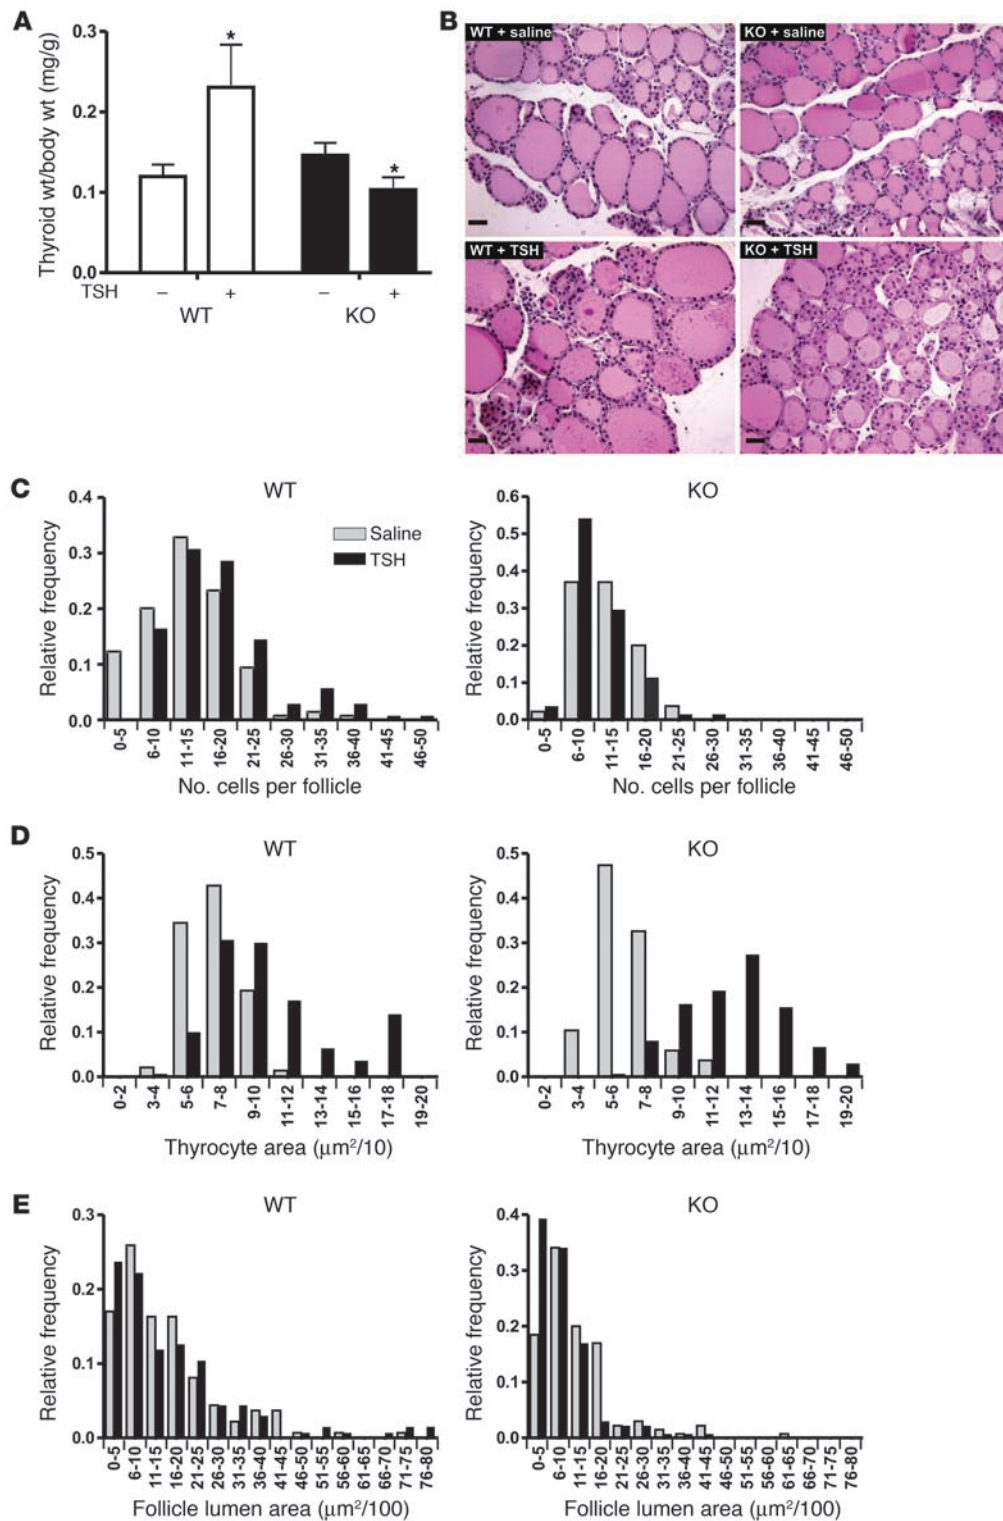 A
Thyroid wt/body wt (mg/g)
0.3
0.2
0.1
0.0
*
*
TSH – + – +
WT KO
B
WT + saline
KO + saline
WT + TSH
KO + TSH
C
WT
Relative frequency
0.4
0.3
0.2
0.1
0.0
Saline
TSH
0-5 6-10 11-15 16-20 21-25 26-30 31-35 36-40 41-45 46-50
No. cells per follicle
KO
Relative frequency
0.6
0.5
0.4
0.3
0.2
0.1
0.0
0-5 6-10 11-15 16-20 21-25 26-30 31-35 36-40 41-45 46-50
No. cells per follicle
D
WT
Relative frequency
0.5
0.4
0.3
0.2
0.1
0.0
0-2 3-4 5-6 7-8 9-10 11-12 13-14 15-16 17-18 19-20
Thyrocyte area (μm²/10)
KO
Relative frequency
0.5
0.4
0.3
0.2
0.1
0.0
0-2 3-4 5-6 7-8 9-10 11-12 13-14 15-16 17-18 19-20
Thyrocyte area (μm²/10)
E
WT
Relative frequency
0.3
0.2
0.1
0.0
0-5 6-10 11-15 16-20 21-25 26-30 31-35 36-40 41-45 46-50 51-55 56-60 61-65 66-70 71-75 76-80
Follicle lumen area (μm²/100)
KO
Relative frequency
0.4
0.3
0.2
0.1
0.0
0-5 6-10 11-15 16-20 21-25 26-30 31-35 36-40 41-45 46-50 51-55 56-60 61-65 66-70 71-75 76-80
Follicle lumen area (μm²/100)